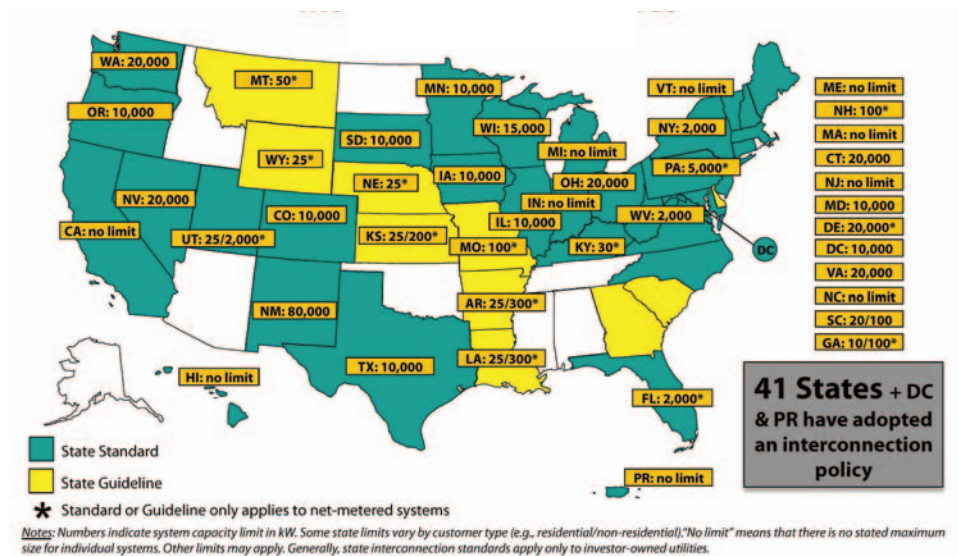 WA: 20,000
MT: 50*
OR: 10,000
MN: 10,000
VT: no limit
ME: no limit
NH: 100*
WI: 15,000
NY: 2,000
MA: no limit
SD: 10,000
MI: no limit
WY: 25*
PA: 5,000*
CT: 20,000
IA: 10,000
OH: 20,000
NE: 25*
NJ: no limit
NV: 20,000
IN: no limit
MD: 10,000
CO: 10,000
IL: 10,000
WV: 2,000
CA: no limit
UT: 25/2,000*
KS: 25/200*
MO: 100*
KY: 30*
DE: 20,000*
DC
DC: 10,000
VA: 20,000
AR: 25/300*
NC: no limit
NM: 80,000
SC: 20/100
GA: 10/100*
LA: 25/300*
TX: 10,000
HI: no limit
FL: 2,000*
41 States + DC
& PR have adopted
an interconnection
policy
PR: no limit
State Standard
State Guideline
* Standard or Guideline only applies to net-metered systems
Notes: Numbers indicate system capacity limit in kW. Some state limits vary by customer type (e.g., residential/non-residential)."No limit" means that there is no stated maximum
size for individual systems. Other limits may apply. Generally, state interconnection standards apply only to investor-owned utilities.